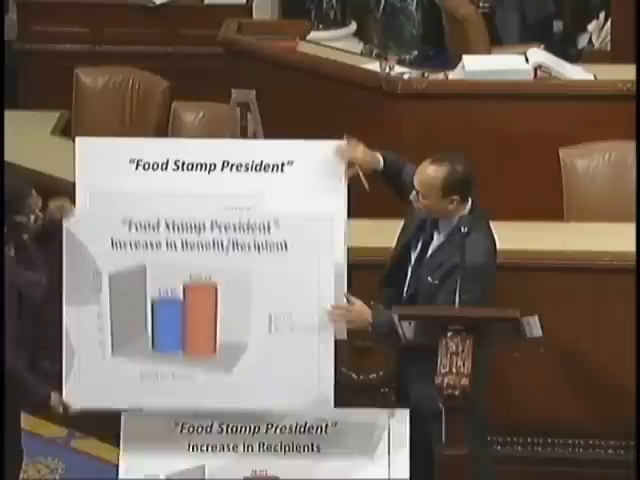 "Food Stamp President"
"Food Stamp President"
Increase in Benefit/Recipient
"Food Stamp President"
Increase in Recipients